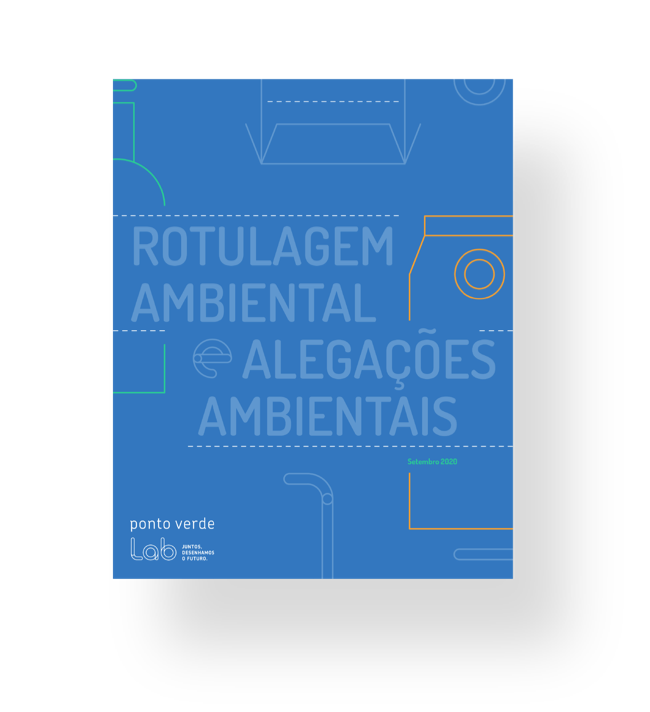 ROTULAGEM
AMBIENTAL
e ALEGAÇÕES
AMBIENTAIS
Setembro 2020
ponto verde
Lab JUNTOS,
DESENHAMOS
O FUTURO.